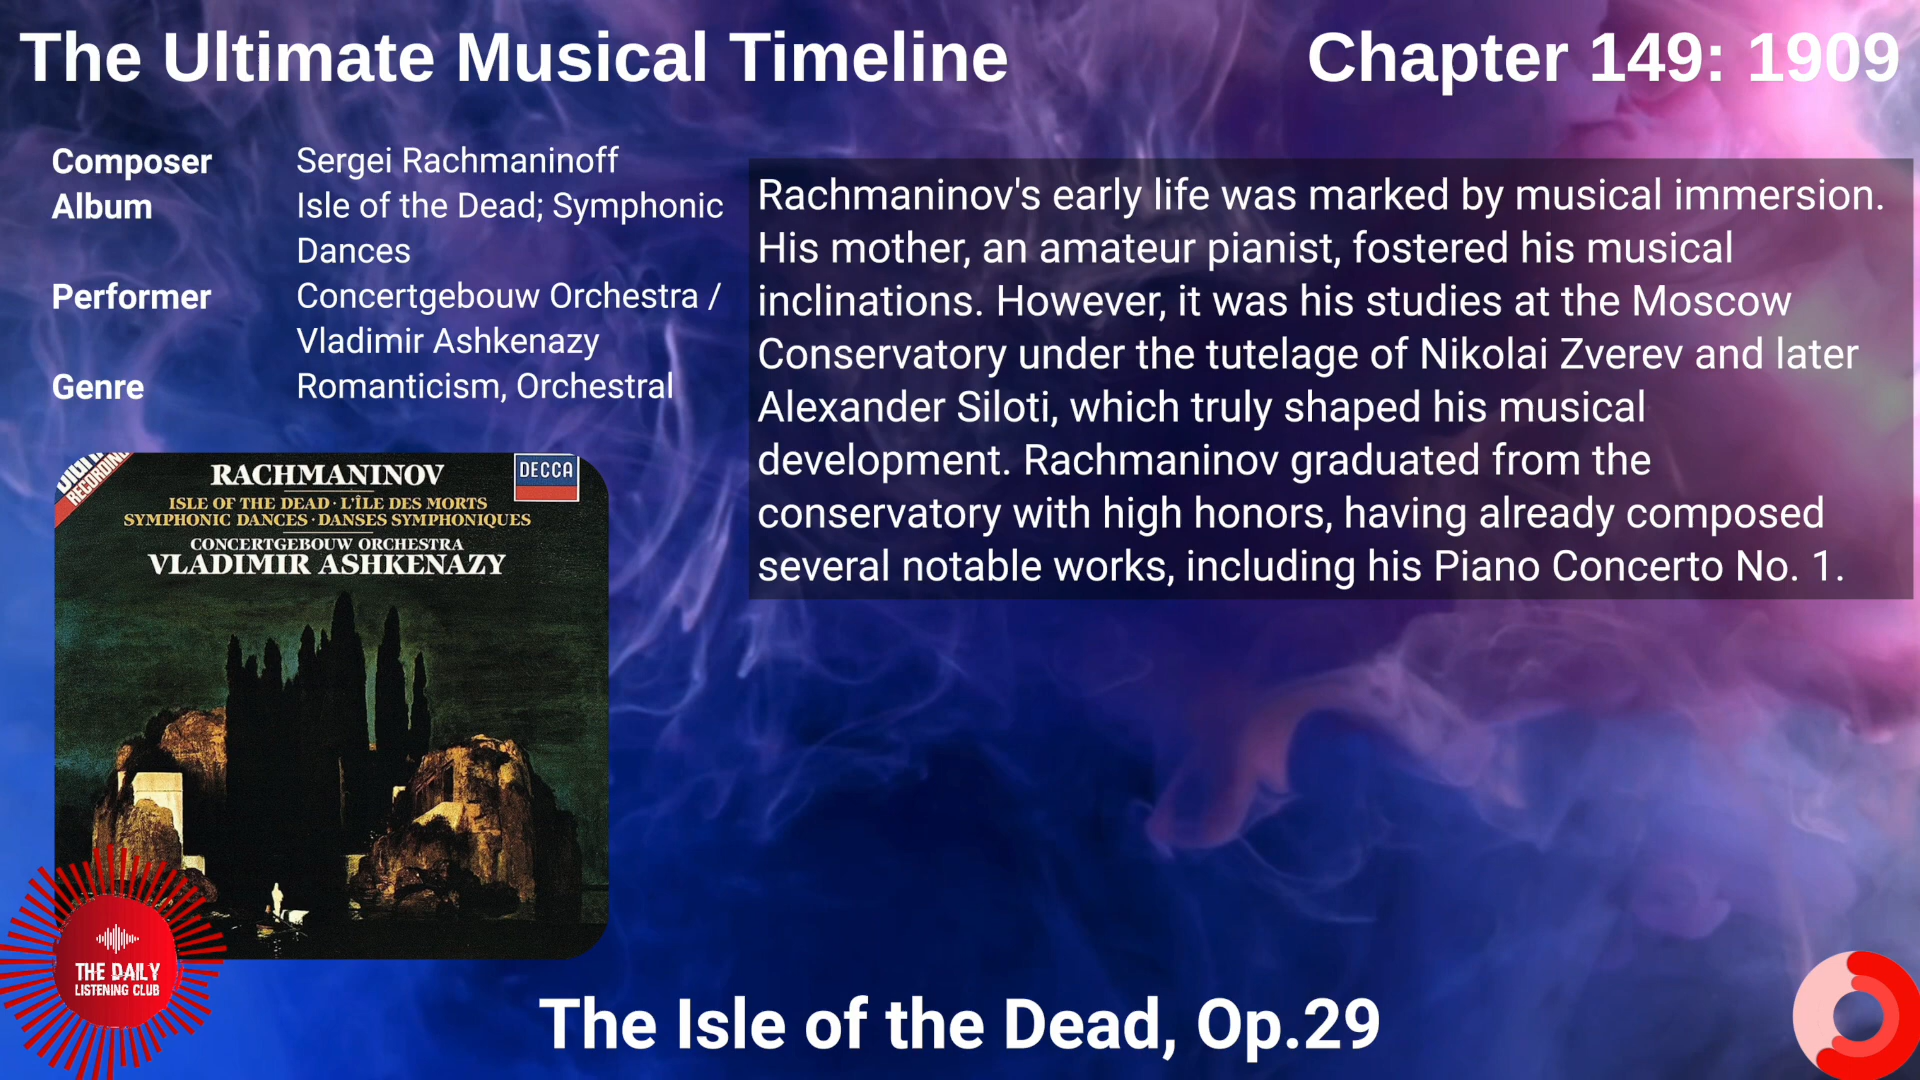 The Ultimate Musical Timeline
Chapter 149: 1909
Composer
Sergei Rachmaninoff
Album
Isle of the Dead; Symphonic
Dances
Performer
Concertgebouw Orchestra /
Vladimir Ashkenazy
Genre
Romanticism, Orchestral
Rachmaninov's early life was marked by musical immersion.
His mother, an amateur pianist, fostered his musical
inclinations. However, it was his studies at the Moscow
Conservatory under the tutelage of Nikolai Zverev and later
Alexander Siloti, which truly shaped his musical
development. Rachmaninov graduated from the
conservatory with high honors, having already composed
several notable works, including his Piano Concerto No. 1.
RECORDING
RACHMANINOV
DECCA
ISLE OF THE DEAD · L'ÎLE DES MORTS
SYMPHONIC DANCES · DANSES SYMPHONIQUES
CONCERTGEBOUW ORCHESTRA
VLADIMIR ASHKENAZY
THE DAILY
LISTENING CLUB
The Isle of the Dead, Op.29